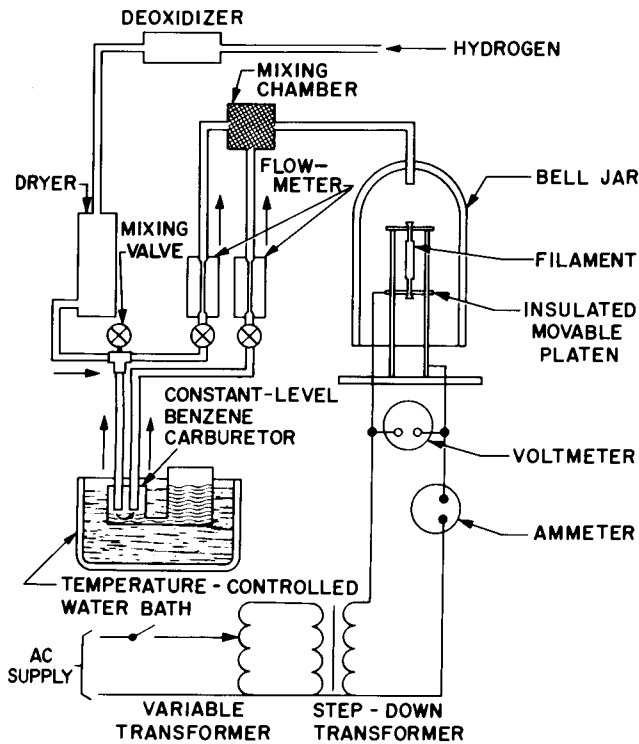 DEOXIDIZER
HYDROGEN
MIXING
CHAMBER
FLOW-
METER
DRYER
MIXING
VALVE
BELL JAR
FILAMENT
INSULATED
MOVABLE
PLATEN
CONSTANT-LEVEL
BENZENE
CARBURETOR
VOLTMETER
AMMETER
TEMPERATURE - CONTROLLED
WATER BATH
AC
SUPPLY
VARIABLE
TRANSFORMER
STEP - DOWN
TRANSFORMER